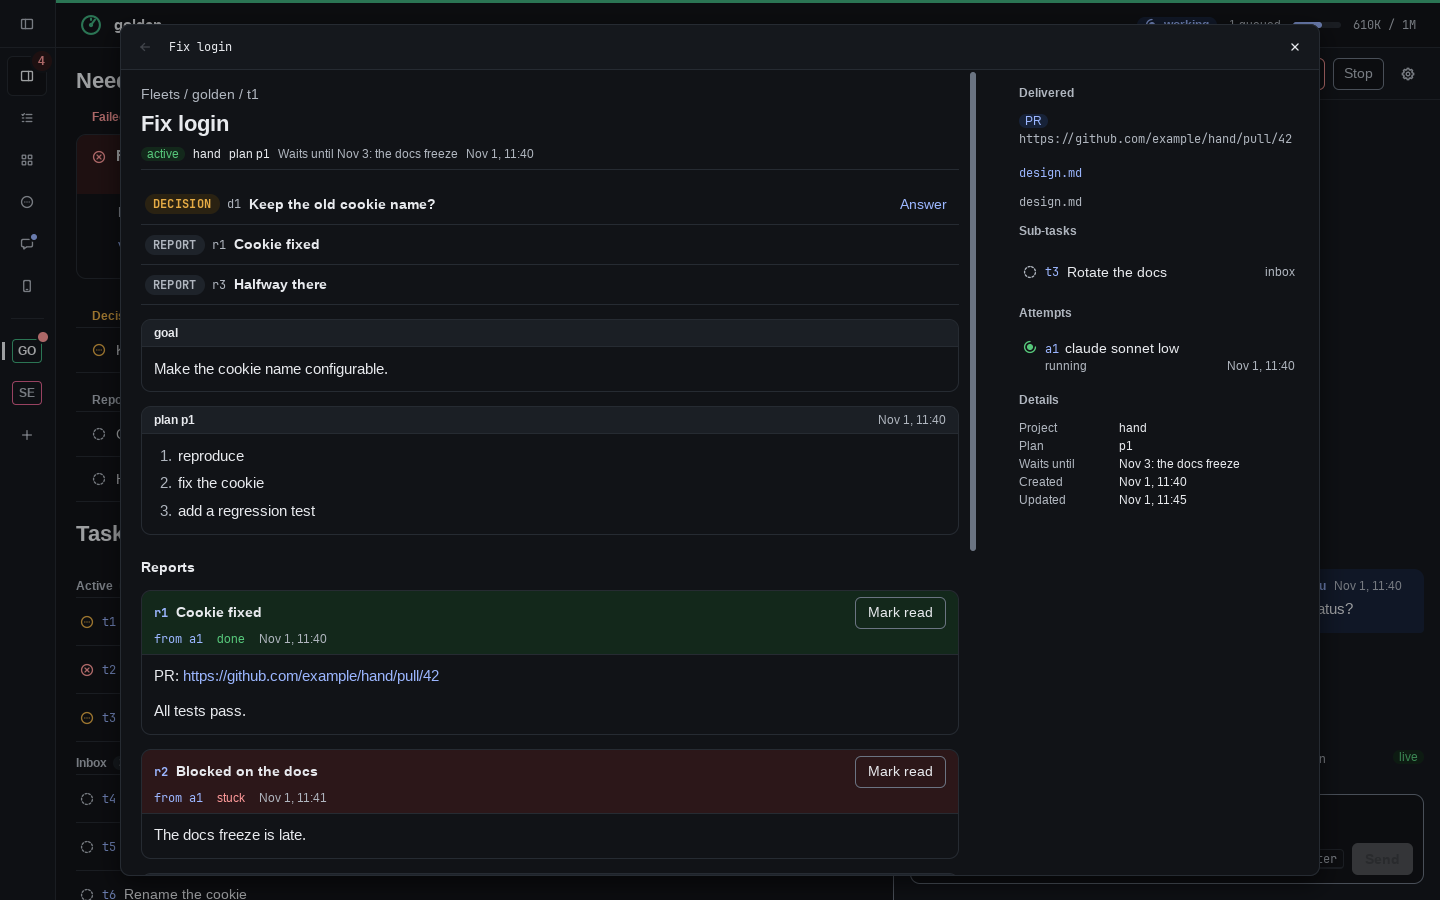 golden
working
1 queued
610K / 1M
Fix login
4
Stop
Fleets / golden / t1
Fix login
active hand plan p1 Waits until Nov 3: the docs freeze Nov 1, 11:40
DECISION d1 Keep the old cookie name? Answer
REPORT r1 Cookie fixed
REPORT r3 Halfway there
goal
Make the cookie name configurable.
plan p1 Nov 1, 11:40
1. reproduce
2. fix the cookie
3. add a regression test
Reports
r1 Cookie fixed Mark read
from a1 done Nov 1, 11:40
PR: https://github.com/example/hand/pull/42
All tests pass.
r2 Blocked on the docs Mark read
from a1 stuck Nov 1, 11:41
The docs freeze is late.
Delivered
PR
https://github.com/example/hand/pull/42
design.md
design.md
Sub-tasks
t3 Rotate the docs inbox
Attempts
a1 claude sonnet low
running Nov 1, 11:40
Details
Project hand
Plan p1
Waits until Nov 3: the docs freeze
Created Nov 1, 11:40
Updated Nov 1, 11:45
GO
SE
Active
t1
t2
t3
Inbox
t4
t5
t6 Rename the cookie
Nov 1, 11:40
live
Send